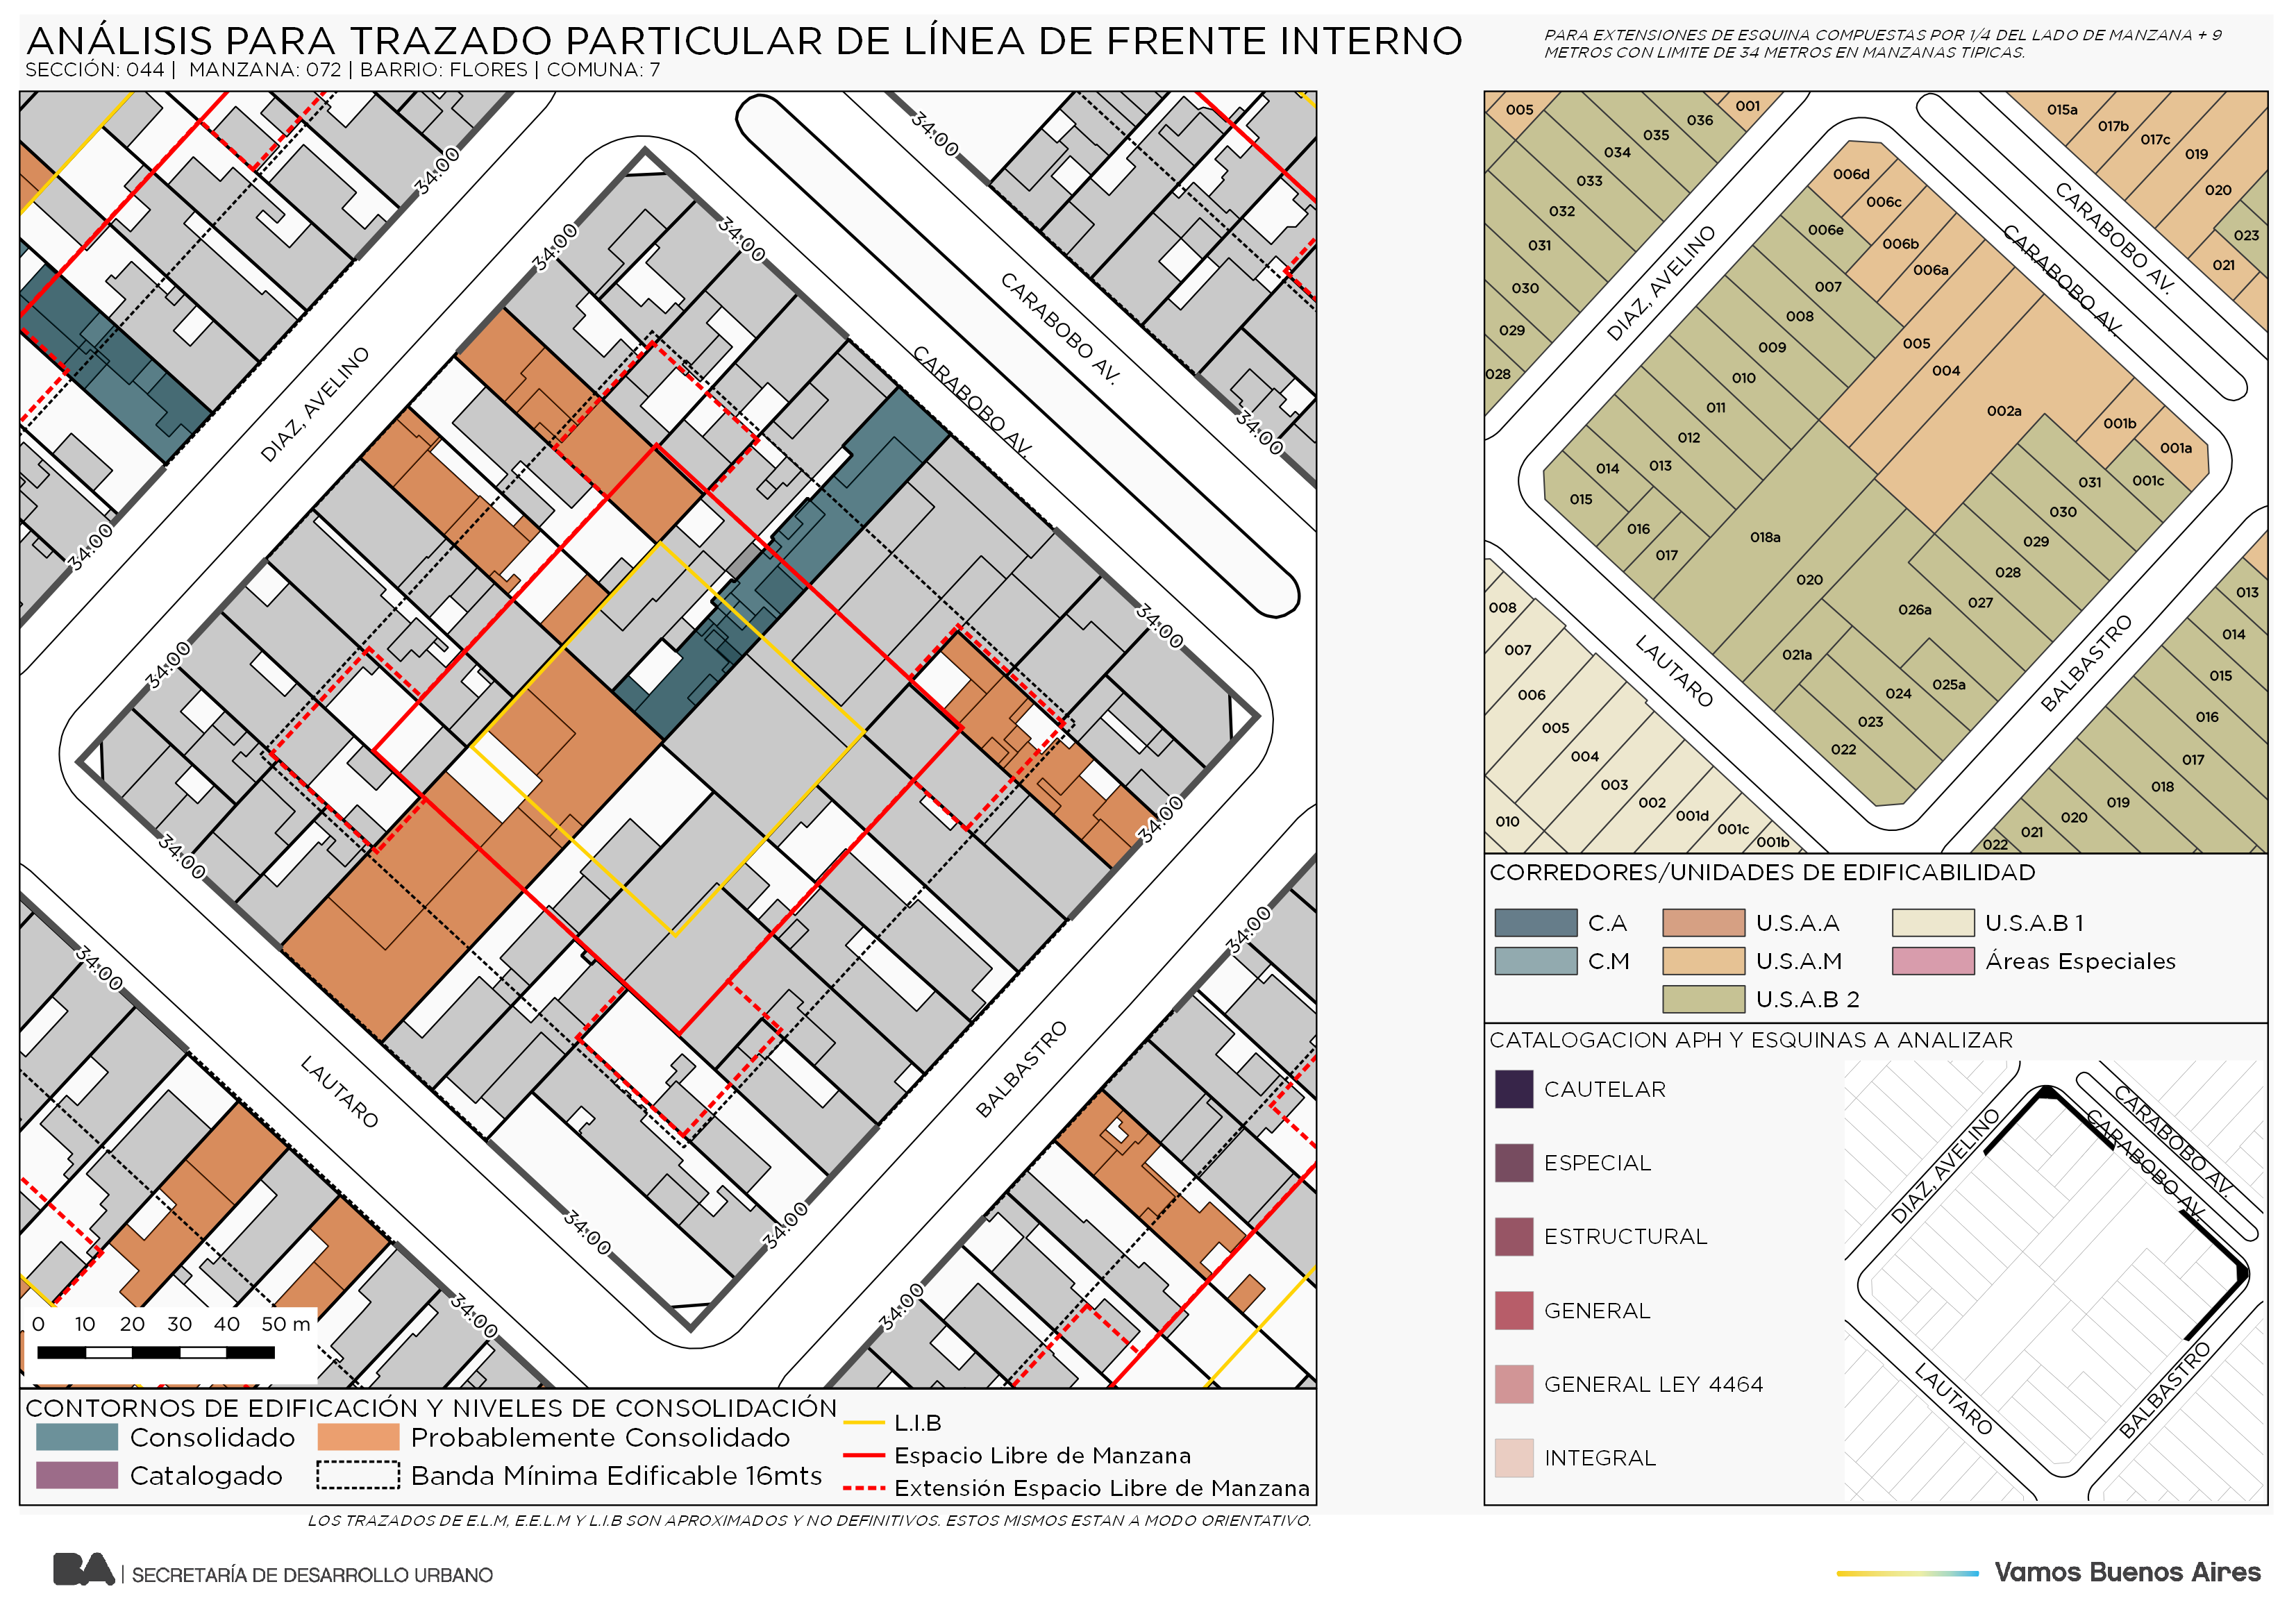 ANÁLISIS PARA TRAZADO PARTICULAR DE LÍNEA DE FRENTE INTERNO
SECCIÓN: 044 | MANZANA: 072 | BARRIO: FLORES | COMUNA: 7
PARA EXTENSIONES DE ESQUINA COMPUESTAS POR 1/4 DEL LADO DE MANZANA + 9
METROS CON LIMITE DE 34 METROS EN MANZANAS TIPICAS.
34:00
34:00
34:00
34:00
CARABOBO AV.
CARABOBO AV.
DIAZ, AVELINO
34:00
34:00
34:00
34:00
34:00
34:00
34:00
34:00
34:00
LAUTARO
BALBASTRO
34:00
34:00
34:00
34:00
0 10 20 30 40 50 m
CONTORNOS DE EDIFICACIÓN Y NIVELES DE CONSOLIDACIÓN
Consolidado
Probablemente Consolidado
Catalogado
Banda Mínima Edificable 16mts
L.I.B
Espacio Libre de Manzana
Extensión Espacio Libre de Manzana
LOS TRAZADOS DE E.L.M, E.E.L.M Y L.I.B SON APROXIMADOS Y NO DEFINITIVOS. ESTOS MISMOS ESTAN A MODO ORIENTATIVO.
005
036
001
035
034
033
032
031
030
029
028
015a
017b
017c
019
020
023
021
CARABOBO AV.
CARABOBO AV.
DIAZ, AVELINO
006d
006c
006e
006b
006a
007
008
009
010
011
012
013
014
015
016
017
005
004
002a
001b
001a
001c
031
030
029
028
027
026a
018a
020
021a
025a
024
023
022
LAUTARO
BALBASTRO
008
007
006
005
004
003
002
001d
001c
001b
010
013
014
015
016
017
018
019
020
021
022
CORREDORES/UNIDADES DE EDIFICABILIDAD
C.A
U.S.A.A
U.S.A.B 1
C.M
U.S.A.M
Áreas Especiales
U.S.A.B 2
CATALOGACION APH Y ESQUINAS A ANALIZAR
CAUTELAR
ESPECIAL
ESTRUCTURAL
GENERAL
GENERAL LEY 4464
INTEGRAL
CARABOBO AV.
CARABOBO AV.
DIAZ, AVELINO
LAUTARO
BALBASTRO
BA | SECRETARÍA DE DESARROLLO URBANO
Vamos Buenos Aires